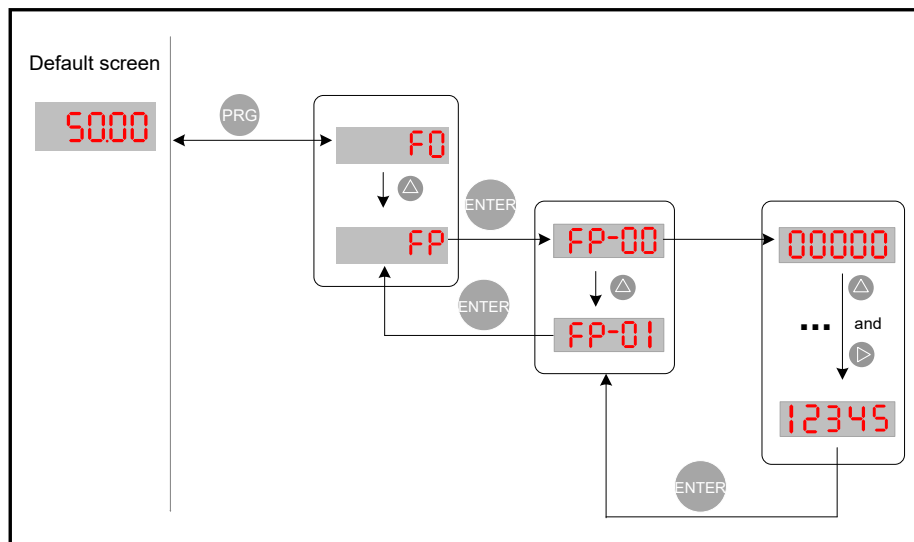 Default screen
50.00
PRG
F0
FP
ENTER
ENTER
FP-00
FP-01
00000
... and
12345
ENTER